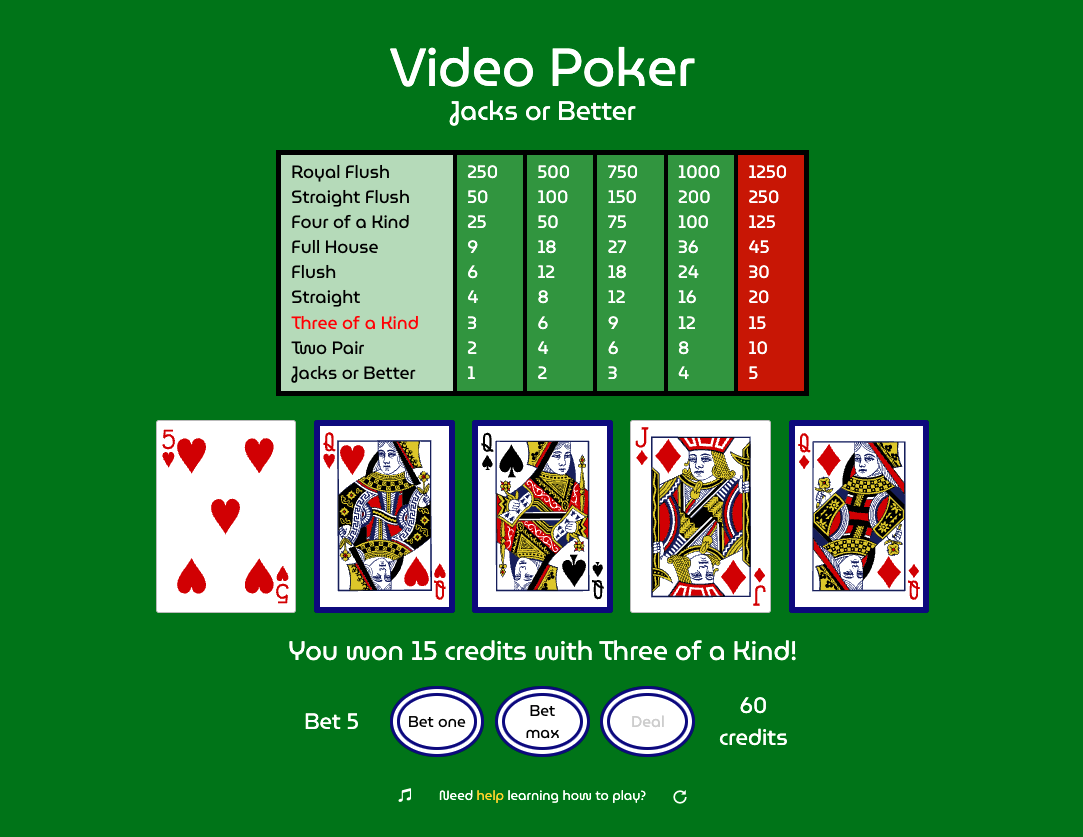 Video Poker
Jacks or Better
Royal Flush 250 500 750 1000 1250
Straight Flush 50 100 150 200 250
Four of a Kind 25 50 75 100 125
Full House 9 18 27 36 45
Flush 6 12 18 24 30
Straight 4 8 12 16 20
Three of a Kind 3 6 9 12 15
Two Pair 2 4 6 8 10
Jacks or Better 1 2 3 4 5
5 Q Q J Q
5 Q Q J Q
You won 15 credits with Three of a Kind!
Bet 5 Bet one Bet max Deal 60 credits
Need help learning how to play?